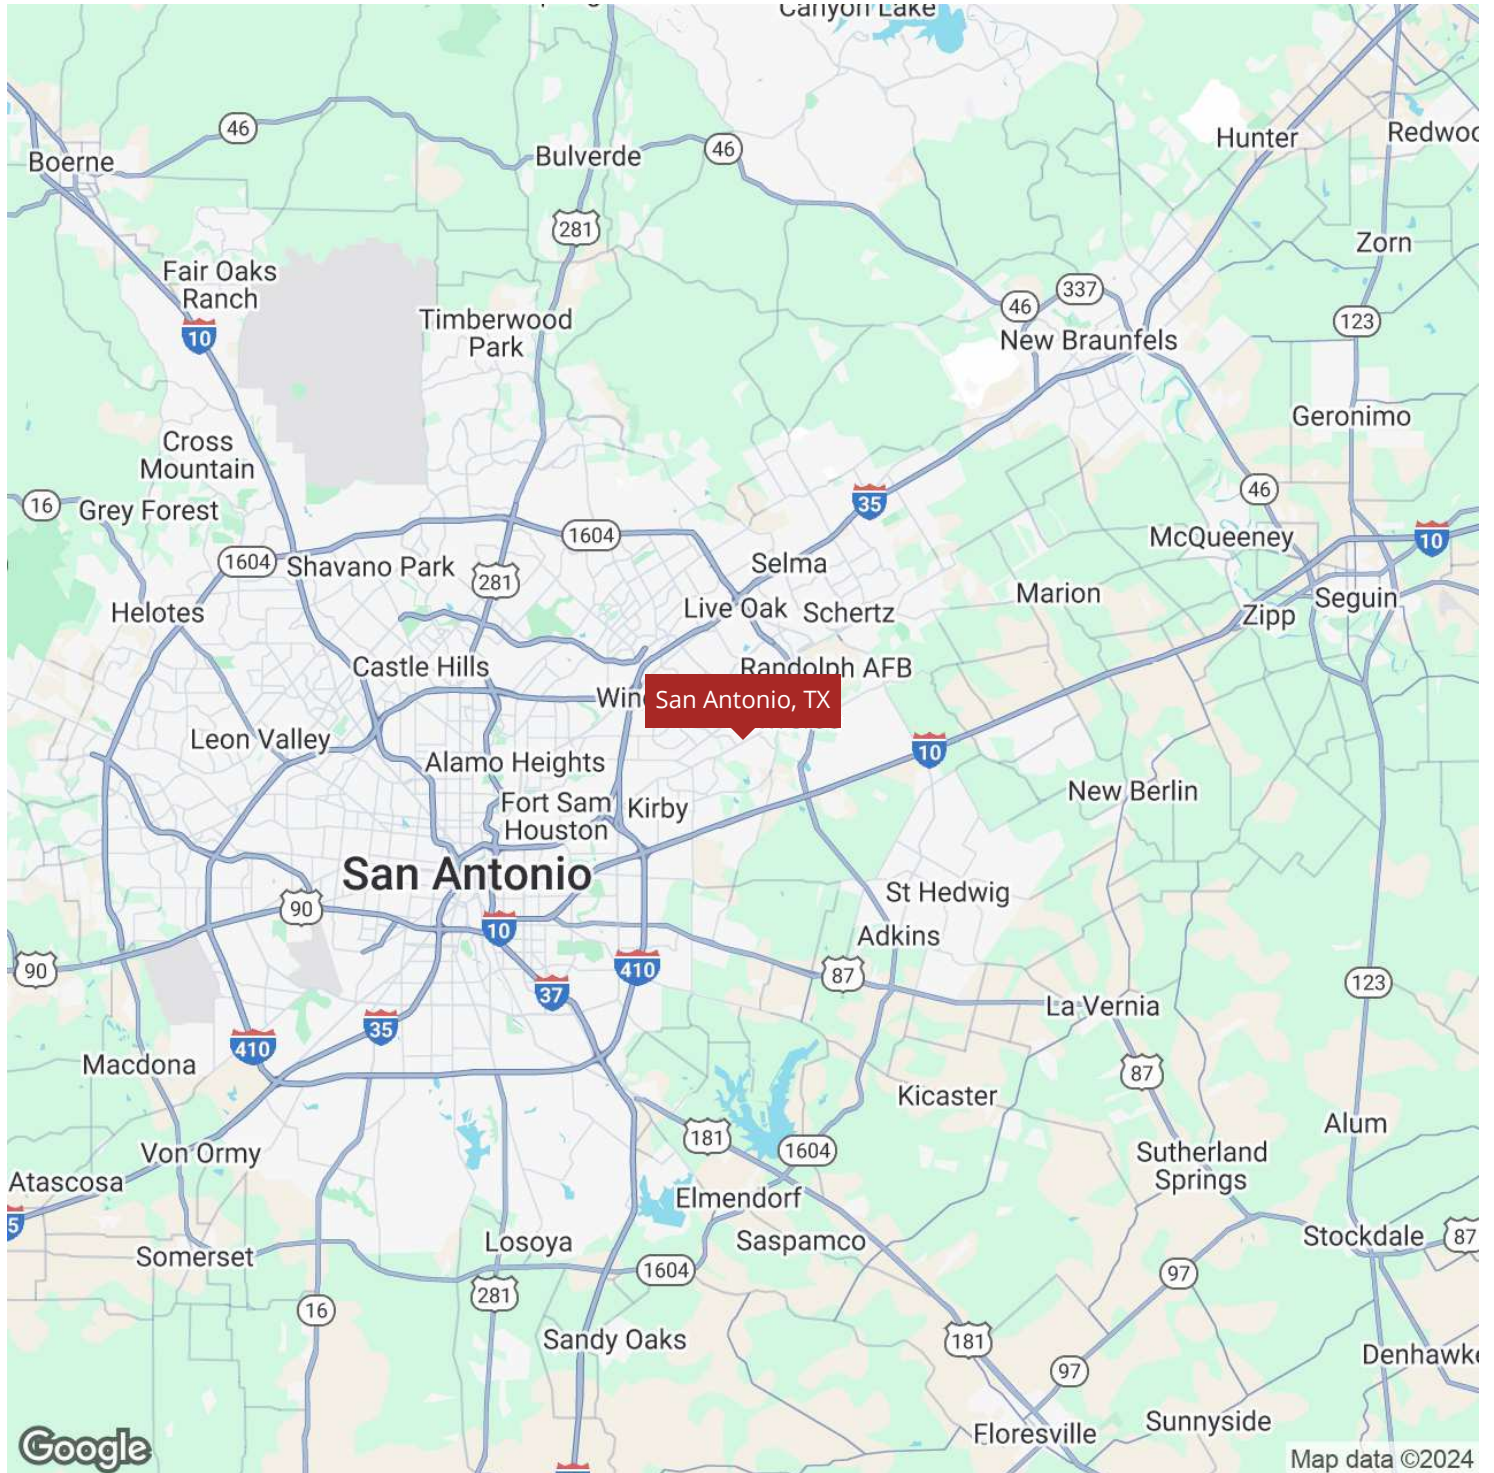 Canyon Lake
46
Boerne
Bulverde
46
Hunter
281
Zorn
Fair Oaks
Ranch
10
Timberwood
Park
46
337
123
New Braunfels
Geronimo
Cross
Mountain
16
Grey Forest
35
46
10
1604
McQueeney
1604
Shavano Park
281
Selma
Helotes
Live Oak
Schertz
Marion
Zipp
Seguin
Castle Hills
Randolph AFB
San Antonio, TX
Leon Valley
10
Alamo Heights
New Berlin
Fort Sam
Houston
Kirby
San Antonio
90
St Hedwig
10
Adkins
90
410
87
37
123
La Vernia
35
410
Macdona
87
Kicaster
181
1604
Alum
Von Ormy
Sutherland
Springs
Atascosa
Elmendorf
5
Somerset
Losoya
Saspamco
Stockdale
87
1604
97
281
16
Sandy Oaks
181
97
Floresville
Sunnyside
Google
Map data ©2024